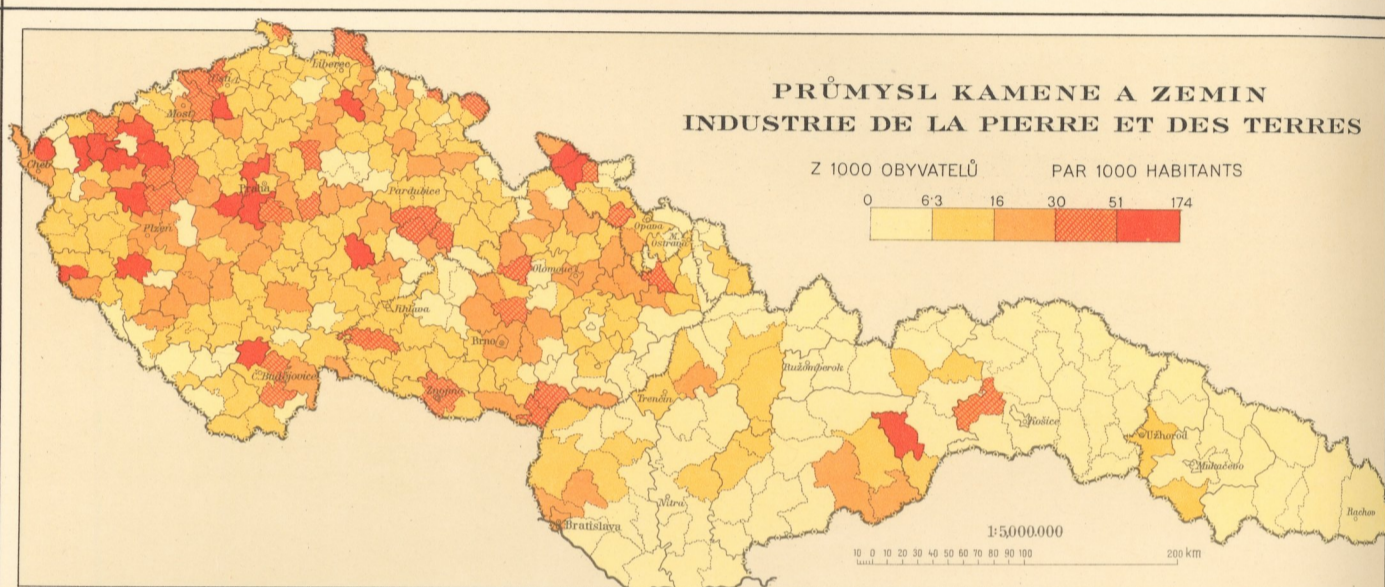 PRŮMYSL KAMENE A ZEMIN
INDUSTRIE DE LA PIERRE ET DES TERRES
Z 1000 OBYVATELŮ PAR 1000 HABITANTS
0 6·3 16 30 51 174
Liberec
Ústí
Most
Cheb
Praha
Pardubice
Plzeň
Opava
M. Ostrava
Olomouc
Jihlava
Brno
Č. Budějovice
Znojmo
Ružomberok
Trenčín
Košice
Užhorod
Mukačevo
Nitra
Rachov
Bratislava
1:5,000.000
10 0 10 20 30 40 50 60 70 80 90 100 200 km